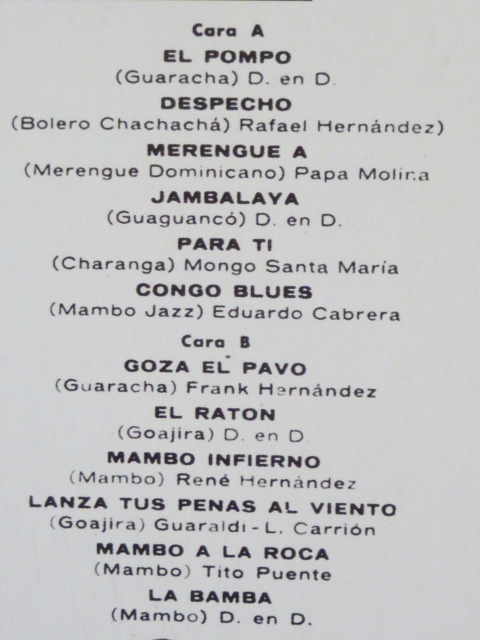 Cara A
EL POMPO
(Guaracha) D. en D.
DESPECHO
(Bolero Chachachá) Rafael Hernández)
MERENGUE A
(Merengue Dominicano) Papa Molina
JAMBALAYA
(Guaguancó) D. en D.
PARA TI
(Charanga) Mongo Santa María
CONGO BLUES
(Mambo Jazz) Eduardo Cabrera
Cara B
GOZA EL PAVO
(Guaracha) Frank Hernández
EL RATON
(Goajira) D. en D.
MAMBO INFIERNO
(Mambo) René Hernández
LANZA TUS PENAS AL VIENTO
(Goajira) Guaraldi - L. Carrión
MAMBO A LA ROCA
(Mambo) Tito Puente
LA BAMBA
(Mambo) D. en D.